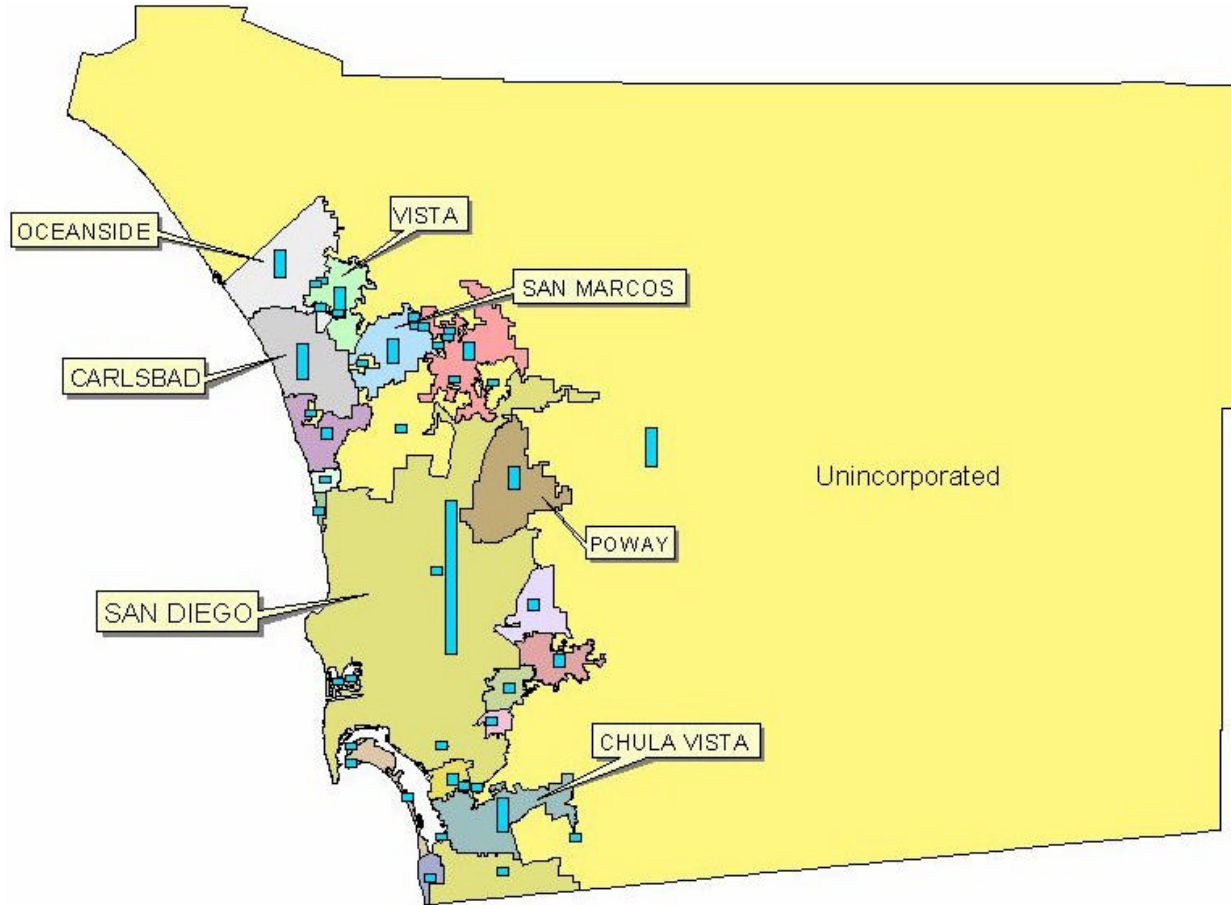 VISTA
OCEANSIDE
SAN MARCOS
CARLSBAD
Unincorporated
POWAY
SAN DIEGO
CHULA VISTA